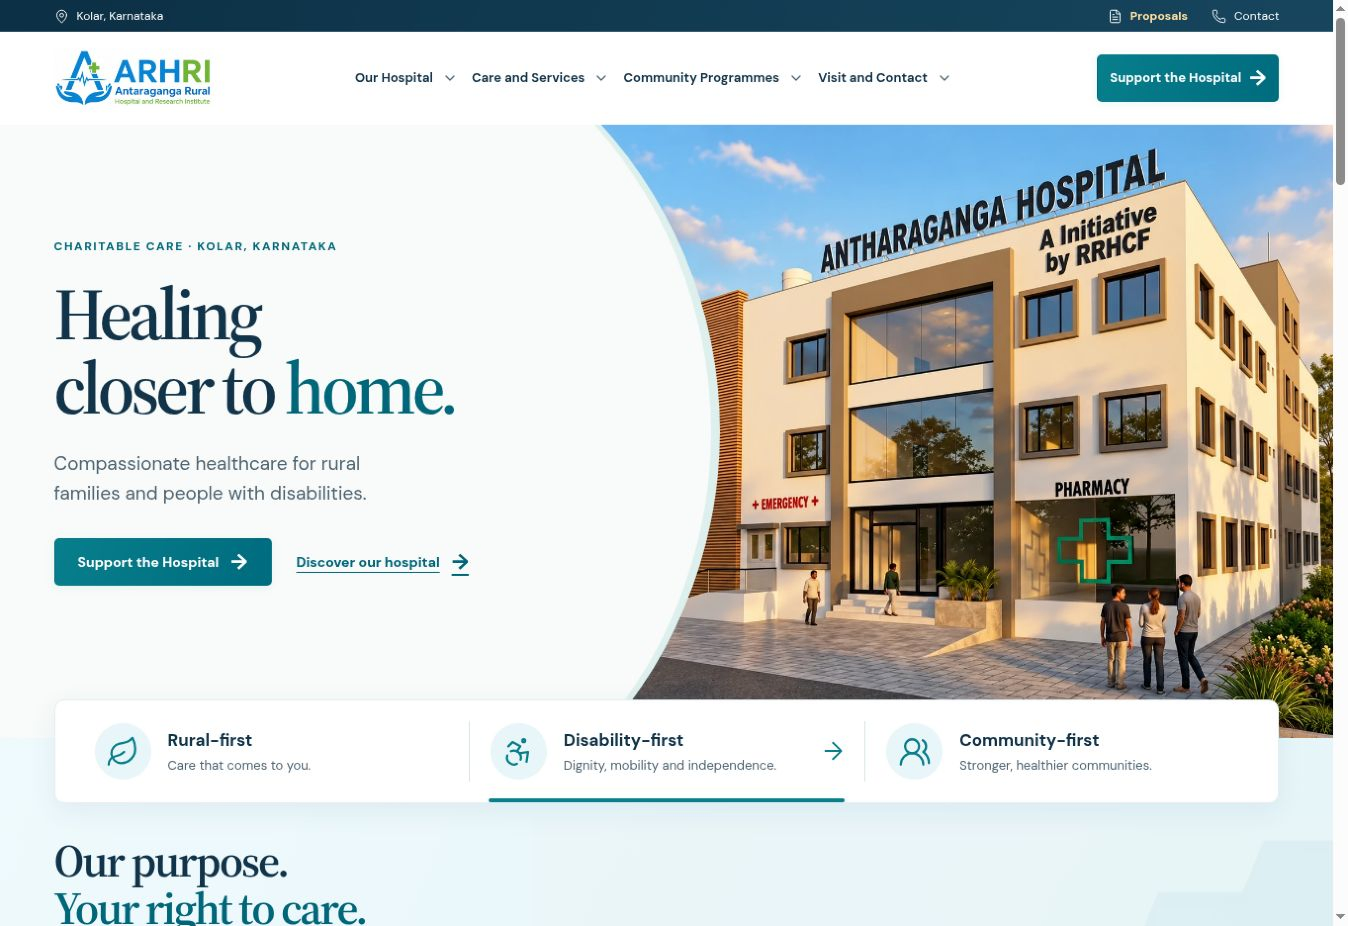 Kolar, Karnataka
Proposals
Contact
ARHRI
Antaraganga Rural
Hospital and Research Institute
Our Hospital
Care and Services
Community Programmes
Visit and Contact
Support the Hospital
CHARITABLE CARE · KOLAR, KARNATAKA
Healing
closer to home.
Compassionate healthcare for rural
families and people with disabilities.
Support the Hospital
Discover our hospital
ANTHARAGANGA HOSPITAL
A Initiative
by RRHCF
+ EMERGENCY +
PHARMACY
Rural-first
Care that comes to you.
Disability-first
Dignity, mobility and independence.
Community-first
Stronger, healthier communities.
Our purpose.
Your right to care.